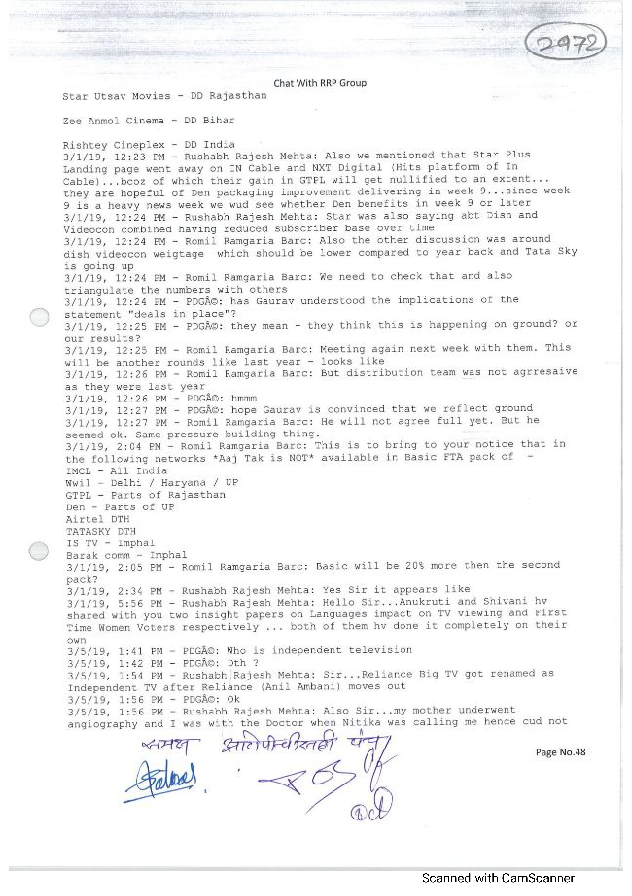 2972
Chat With RRP Group
Star Utsav Movies - DD Rajasthan
Zee Anmol Cinema - DD Bihar
Rishtey Cineplex - DD India
3/1/19, 12:23 PM - Rushabh Rajesh Mehta: Also we mentioned that Star Plus
Landing page went away on IN Cable and NXT Digital (Hits platform of In
Cable)...bcoz of which their gain in GTPL will get nullified to an extent...
they are hopeful of Den packaging improvement delivering in week 9...since week
9 is a heavy news week we wud see whether Den benefits in week 9 or later
3/1/19, 12:24 PM - Rushabh Rajesh Mehta: Star was also saying abt Dish and
Videocon combined having reduced subscriber base over time
3/1/19, 12:24 PM - Romil Ramgaria Barc: Also the other discussion was around
dish videocon weigtage  which should be lower compared to year back and Tata Sky
is going up
3/1/19, 12:24 PM - Romil Ramgaria Barc: We need to check that and also
triangulate the numbers with others
3/1/19, 12:24 PM - PDGÂ©: has Gaurav understood the implications of the
statement "deals in place"?
3/1/19, 12:25 PM - PDGÂ©: they mean - they think this is happening on ground? or
our results?
3/1/19, 12:25 PM - Romil Ramgaria Barc: Meeting again next week with them. This
will be another rounds like last year - looks like
3/1/19, 12:26 PM - Romil Ramgaria Barc: But distribution team was not agrresaive
as they were last year
3/1/19, 12:26 PM - PDGÂ©: hmmm
3/1/19, 12:27 PM - PDGÂ©: hope Gaurav is convinced that we reflect ground
3/1/19, 12:27 PM - Romil Ramgaria Barc: He will not agree full yet. But he
seemed ok. Same pressure building thing.
3/1/19, 2:04 PM - Romil Ramgaria Barc: This is to bring to your notice that in
the following networks *Aaj Tak is NOT* available in Basic FTA pack of  -
IMCL - All India
Wwil - Delhi / Haryana / UP
GTPL - Parts of Rajasthan
Den - Parts of UP
Airtel DTH
TATASKY DTH
IS TV - Imphal
Barak comm - Inphal
3/1/19, 2:05 PM - Romil Ramgaria Barc: Basic will be 20% more then the second
pack?
3/1/19, 2:34 PM - Rushabh Rajesh Mehta: Yes Sir it appears like
3/1/19, 5:56 PM - Rushabh Rajesh Mehta: Hello Sir...Anukruti and Shivani hv
shared with you two insight papers on Languages impact on TV viewing and First
Time Women Voters respectively ... both of them hv done it completely on their
own
3/5/19, 1:41 PM - PDGÂ©: Who is independent television
3/5/19, 1:42 PM - PDGÂ©: Dth ?
3/5/19, 1:54 PM - Rushabh Rajesh Mehta: Sir...Reliance Big TV got renamed as
Independent TV after Reliance (Anil Ambani) moves out
3/5/19, 1:56 PM - PDGÂ©: Ok
3/5/19, 1:56 PM - Rushabh Rajesh Mehta: Also Sir...my mother underwent
angiography and I was with the Doctor when Nitika was calling me hence cud not
समक्ष
Page No.48
Scanned with CamScanner